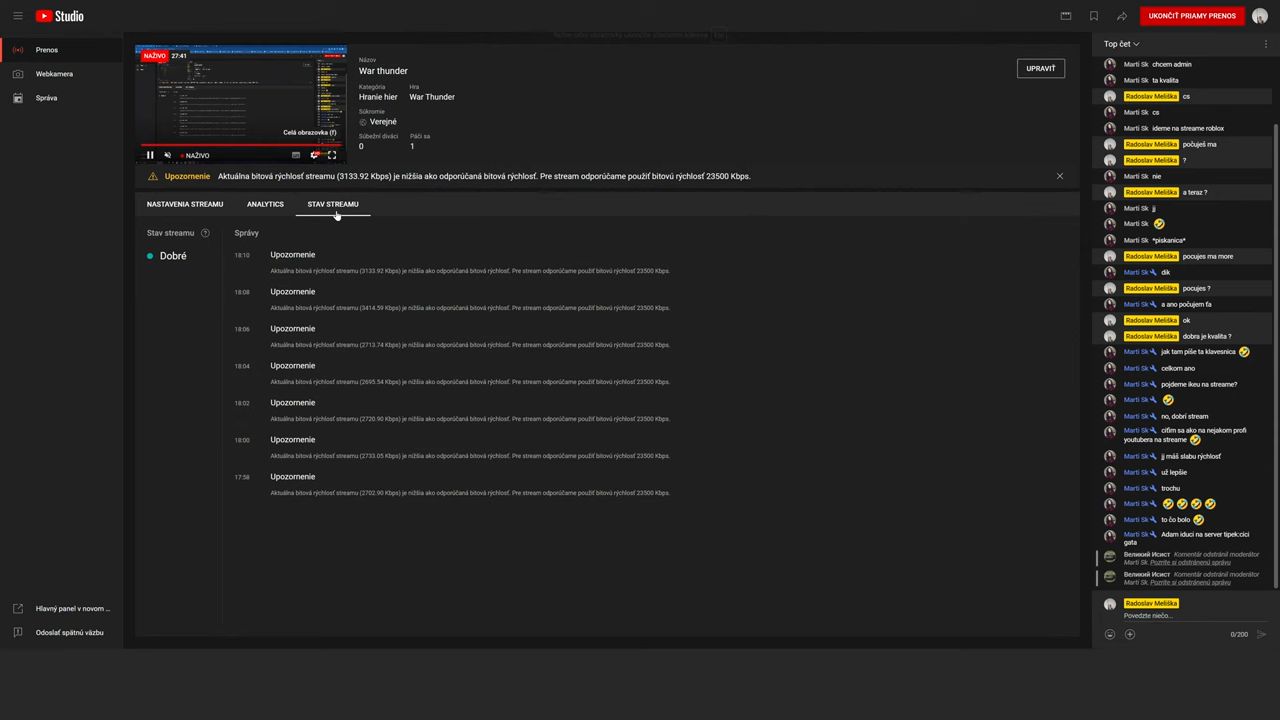 Studio
UKONČIŤ PRIAMY PRENOS
Prenos
Webkamera
Správa
Hlavný panel v novom ...
Odoslať spätnú väzbu
NAŽIVO 27:41
Celá obrazovka (f)
NAŽIVO
Názov
War thunder
Kategória Hra
Hranie hier War Thunder
Súkromie
Verejné
Súbežní diváci Páči sa
0 1
UPRAVIŤ
Upozornenie Aktuálna bitová rýchlosť streamu (3133.92 Kbps) je nižšia ako odporúčaná bitová rýchlosť. Pre stream odporúčame použiť bitovú rýchlosť 23500 Kbps.
NASTAVENIA STREAMU ANALYTICS STAV STREAMU
Stav streamu
Dobré
Správy
18:10 Upozornenie
Aktuálna bitová rýchlosť streamu (3133.92 Kbps) je nižšia ako odporúčaná bitová rýchlosť. Pre stream odporúčame použiť bitovú rýchlosť 23500 Kbps.
18:08 Upozornenie
Aktuálna bitová rýchlosť streamu (3414.59 Kbps) je nižšia ako odporúčaná bitová rýchlosť. Pre stream odporúčame použiť bitovú rýchlosť 23500 Kbps.
18:06 Upozornenie
Aktuálna bitová rýchlosť streamu (2713.74 Kbps) je nižšia ako odporúčaná bitová rýchlosť. Pre stream odporúčame použiť bitovú rýchlosť 23500 Kbps.
18:04 Upozornenie
Aktuálna bitová rýchlosť streamu (2695.54 Kbps) je nižšia ako odporúčaná bitová rýchlosť. Pre stream odporúčame použiť bitovú rýchlosť 23500 Kbps.
18:02 Upozornenie
Aktuálna bitová rýchlosť streamu (2720.90 Kbps) je nižšia ako odporúčaná bitová rýchlosť. Pre stream odporúčame použiť bitovú rýchlosť 23500 Kbps.
18:00 Upozornenie
Aktuálna bitová rýchlosť streamu (2733.05 Kbps) je nižšia ako odporúčaná bitová rýchlosť. Pre stream odporúčame použiť bitovú rýchlosť 23500 Kbps.
17:58 Upozornenie
Aktuálna bitová rýchlosť streamu (2702.90 Kbps) je nižšia ako odporúčaná bitová rýchlosť. Pre stream odporúčame použiť bitovú rýchlosť 23500 Kbps.
Top čet
Marti Sk chcem admin
Marti Sk ta kvalita
Radoslav Meliška cs
Marti Sk cs
Marti Sk ideme na streame roblox
Radoslav Meliška počuješ ma
Radoslav Meliška ?
Marti Sk nie
Radoslav Meliška a teraz ?
Marti Sk jj
Marti Sk 🤣
Marti Sk *piskanica*
Radoslav Meliška pocujes ma more
Marti Sk dik
Radoslav Meliška pocujes ?
Marti Sk a ano počujem ťa
Radoslav Meliška ok
Radoslav Meliška dobra je kvalita ?
Marti Sk jak tam píše ta klavesnica 🤣
Marti Sk celkom ano
Marti Sk pojdeme ikeu na streame?
Marti Sk 🤣
Marti Sk no, dobrí stream
Marti Sk cíťim sa ako na nejakom profi
youtubera na streame 🤣
Marti Sk jj máš slabu rýchlosť
Marti Sk už lepšie
Marti Sk trochu
Marti Sk 🤣 🤣 🤣 🤣
Marti Sk to čo bolo 🤣
Marti Sk Adam iduci na server tipek:cici
gata
Великий Исист Komentár odstránil moderátor
Marti Sk. Pozrite si odstránenú správu
Великий Исист Komentár odstránil moderátor
Marti Sk. Pozrite si odstránenú správu
Radoslav Meliška
Povedzte niečo...
0/200